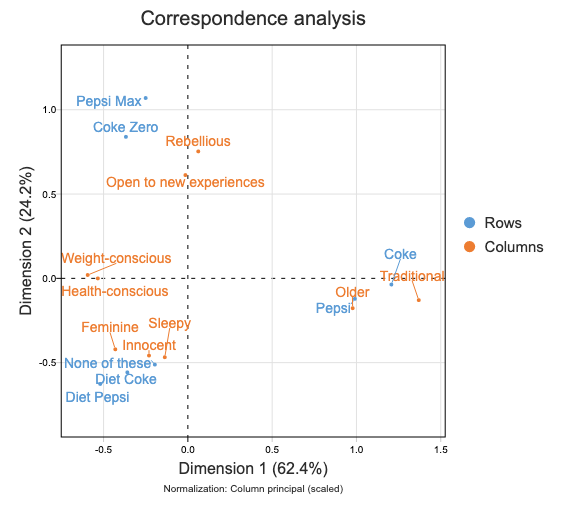 Correspondence analysis
Pepsi Max
1.0
Coke Zero
Rebellious
Open to new experiences
0.5
Rows
Columns
Coke
Weight-conscious
Traditional
0.0
Health-conscious
Older
Pepsi
Feminine
Sleepy
Innocent
None of these
-0.5
Diet Coke
Diet Pepsi
Dimension 2 (24.2%)
-0.5 0.0 0.5 1.0 1.5
Dimension 1 (62.4%)
Normalization: Column principal (scaled)